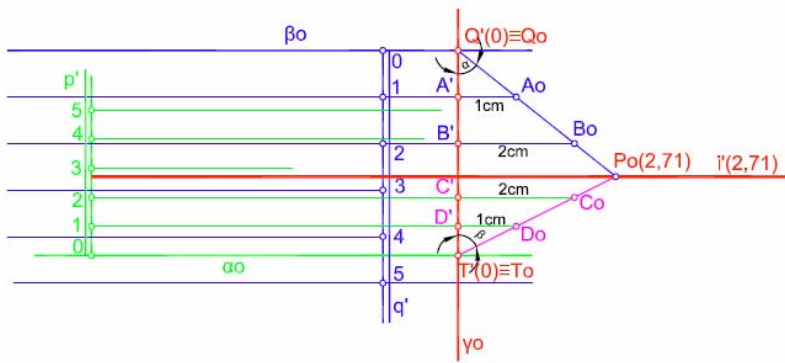 βo
Q'(0)≡Qo
0
α
p'
1
A'
Ao
1cm
5
4
B'
Bo
2
2cm
Po(2,71)
i'(2,71)
3
3
C'
2cm
2
Co
D'
1cm
1
4
β
Do
0
αo
T'(0)≡To
5
q'
γo